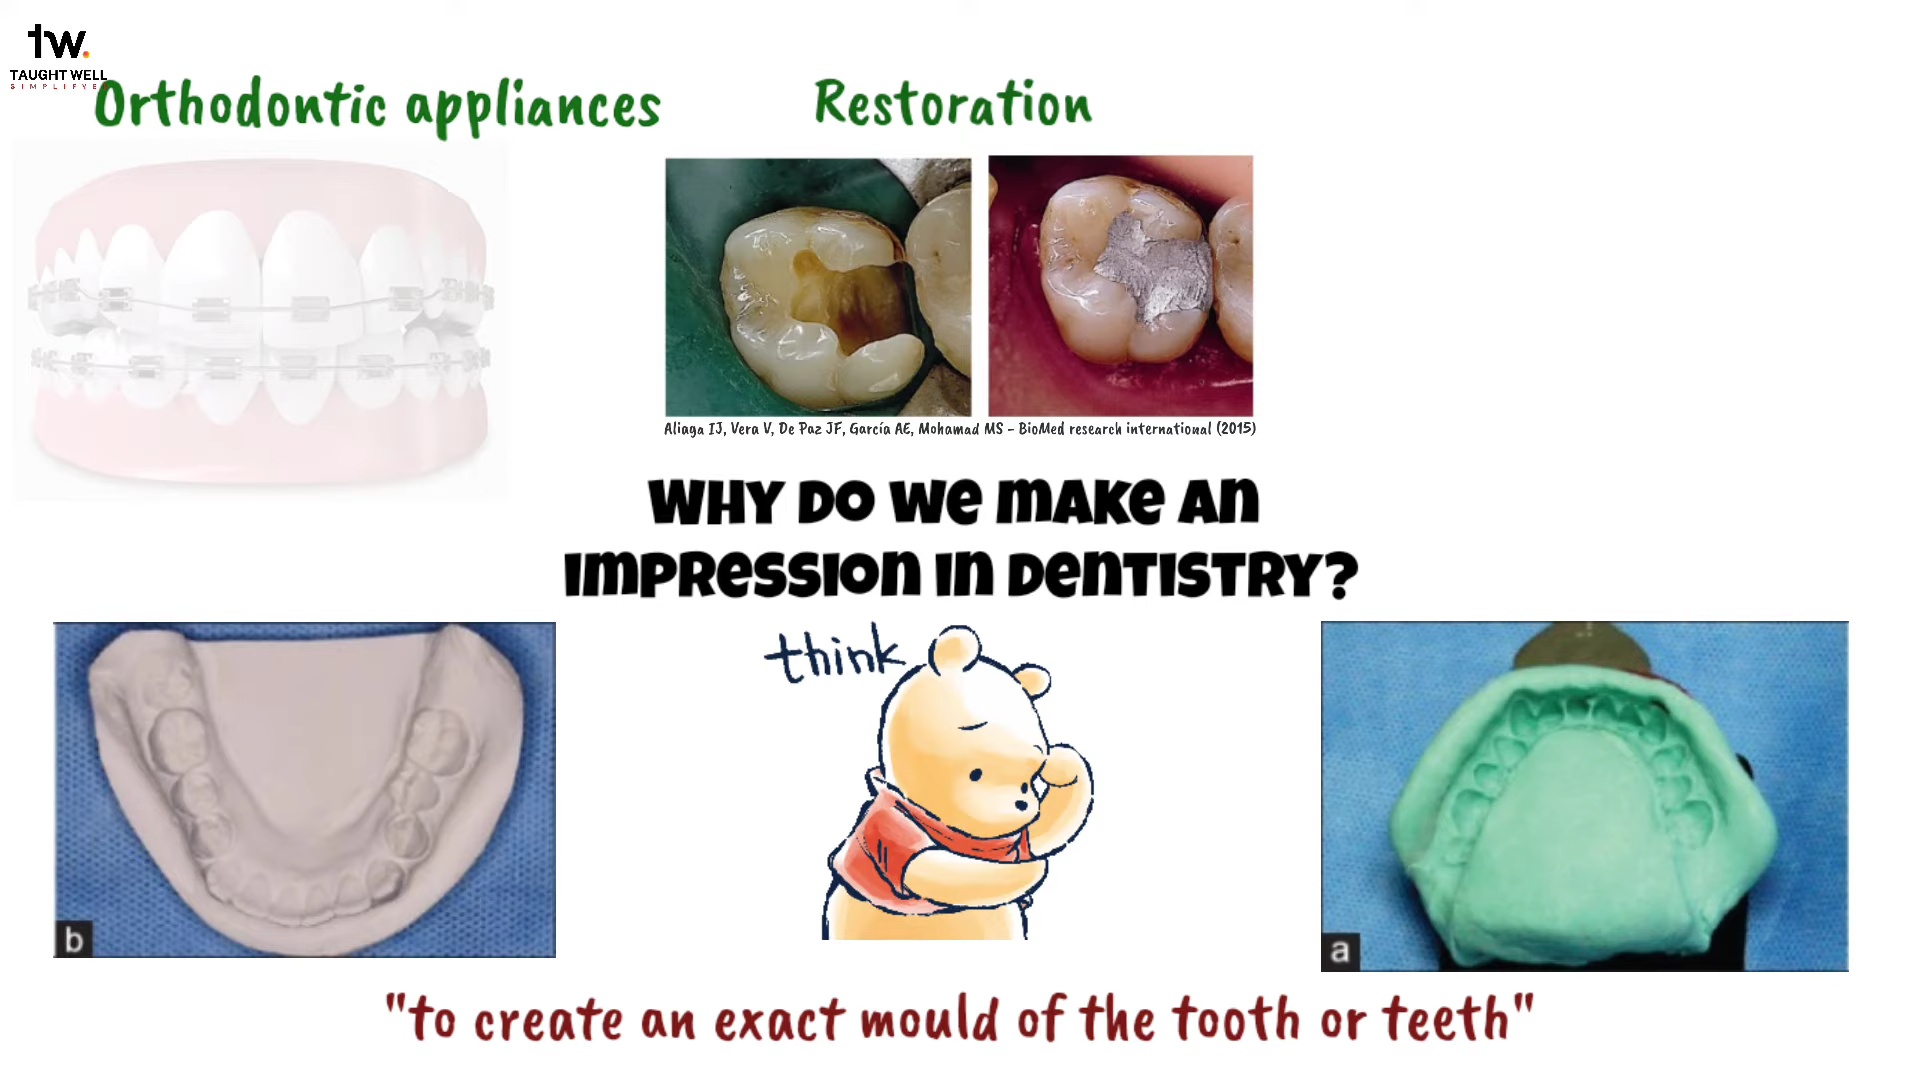 tw.
TAUGHT WELL
SIMPLIFYED
Orthodontic appliances
Restoration
Aliaga IJ, Vera V, De Paz JF, García AE, Mohamad MS - BioMed research international (2015)
WHY DO WE MAKE AN
IMPRESSION IN DENTISTRY?
think
b
a
"to create an exact mould of the tooth or teeth"